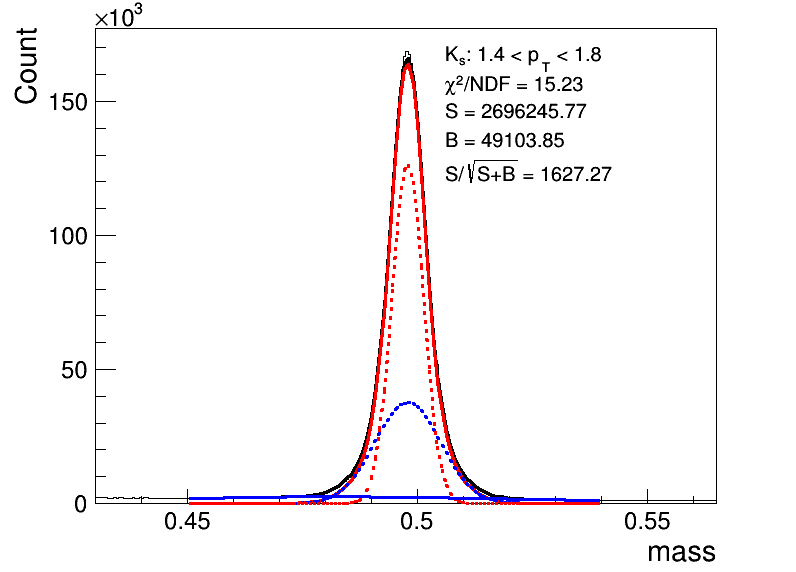 ×10³
Count
Kₛ: 1.4 < p_T < 1.8
χ²/NDF = 15.23
S = 2696245.77
B = 49103.85
S/√S+B = 1627.27
150
100
50
0
0.45 0.5 0.55
mass